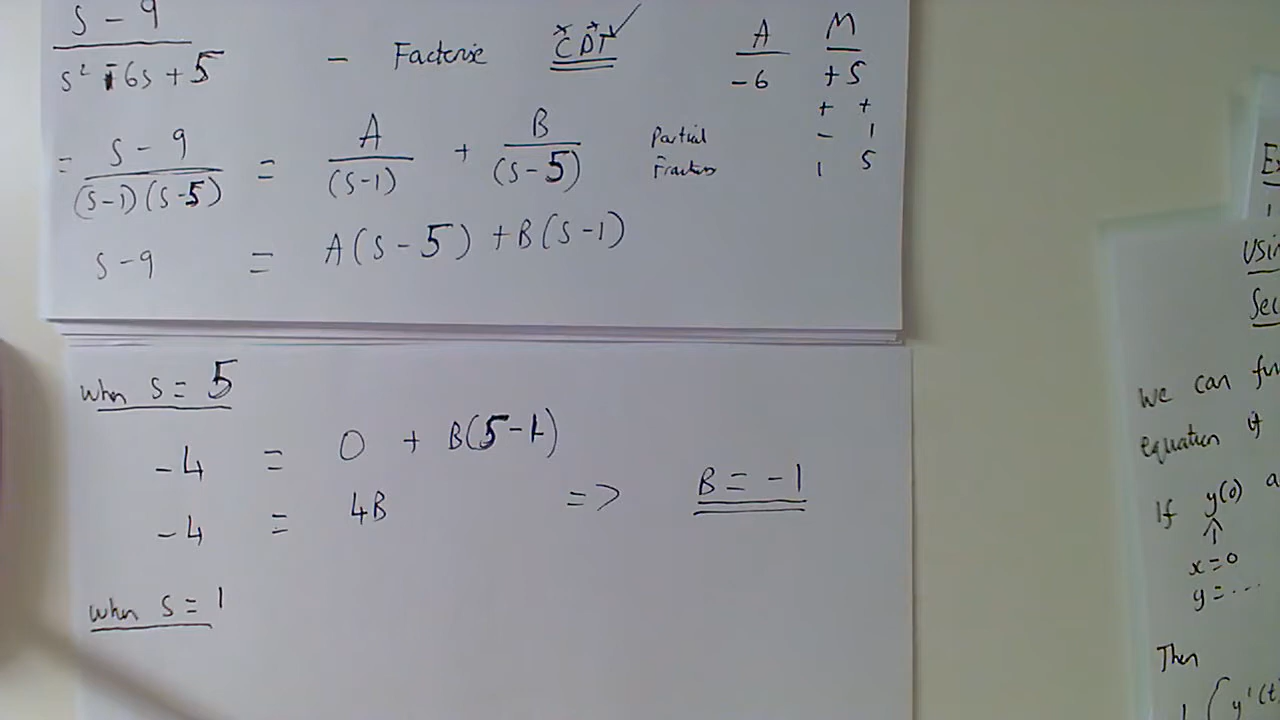 s - 9
s² - 6s + 5
- Factorise CDT ✓
A M
-6 +5
+ +
- 1
1 5
= s - 9 / (s-1)(s-5) = A / (s-1) + B / (s-5)
Partial
Fractions
s-9 = A(s-5) + B(s-1)
when s = 5
-4 = 0 + B(5-1)
-4 = 4B => B = -1
when s = 1
We can
equation if
If y(0)
↑
x=0
y=...
Then
y'(t)